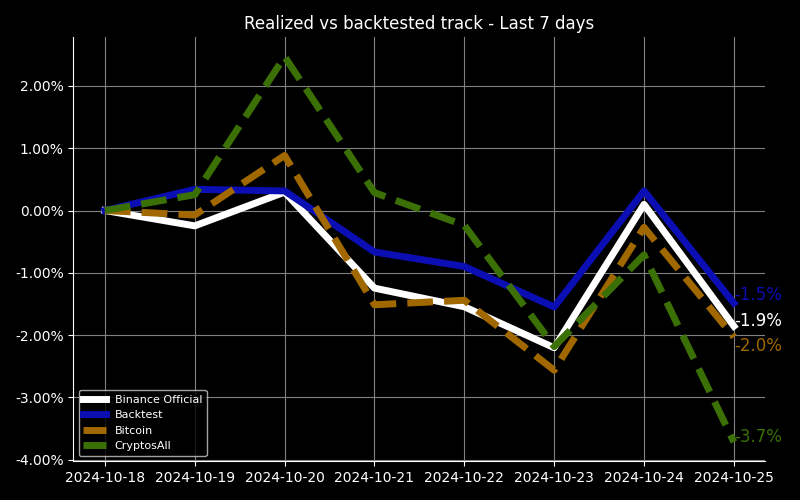 Realized vs backtested track - Last 7 days
2.00%
1.00%
0.00%
-1.00%
-2.00%
-3.00%
-4.00%
-1.5%
-1.9%
-2.0%
-3.7%
Binance Official
Backtest
Bitcoin
CryptosAll
2024-10-18 2024-10-19 2024-10-20 2024-10-21 2024-10-22 2024-10-23 2024-10-24 2024-10-25